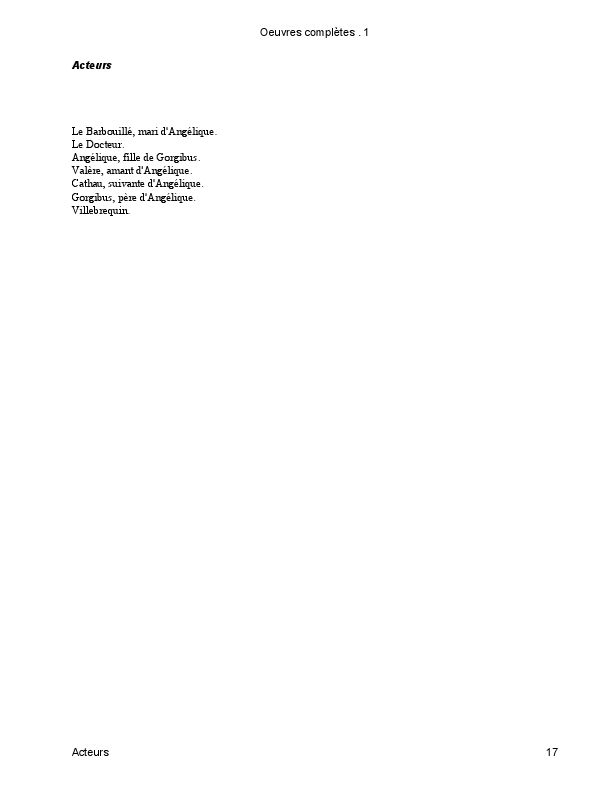 Oeuvres complètes . 1
Acteurs
Le Barbouillé, mari d'Angélique.
Le Docteur.
Angélique, fille de Gorgibus.
Valère, amant d'Angélique.
Cathau, suivante d'Angélique.
Gorgibus, père d'Angélique.
Villebrequin.
Acteurs 17